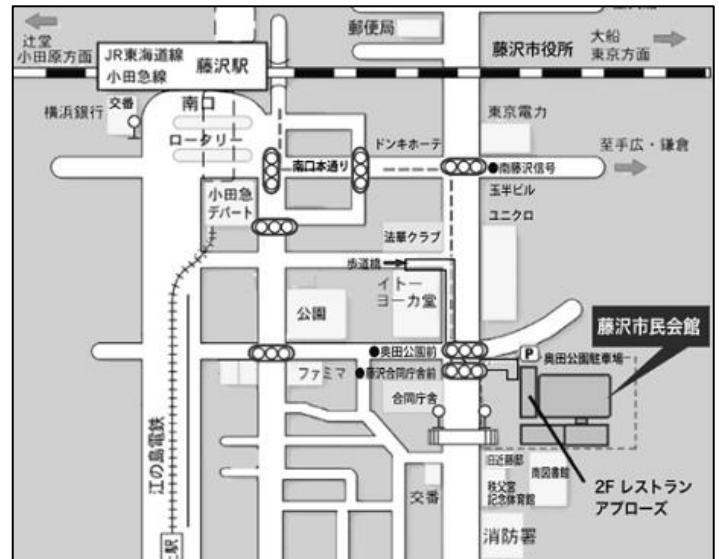 辻堂
小田原方面
JR東海道線
小田急線
藤沢駅
郵便局
藤沢市役所
大船
東京方面
横浜銀行
交番
南口
ロータリー
東京電力
ドンキホーテ
南口本通り
●南藤沢信号
至手広・鎌倉
小田急
デパート
玉半ビル
ユニクロ
法華クラブ
歩道橋
イトー
ヨーカ堂
公園
藤沢市民会館
●奥田公園前
P
奥田公園駐車場
ファミマ
●藤沢合同庁舎前
合同庁舎
江の島電鉄
旧近藤邸
南図書館
秩父宮
記念体育館
2F レストラン
アプローズ
交番
消防署
駅